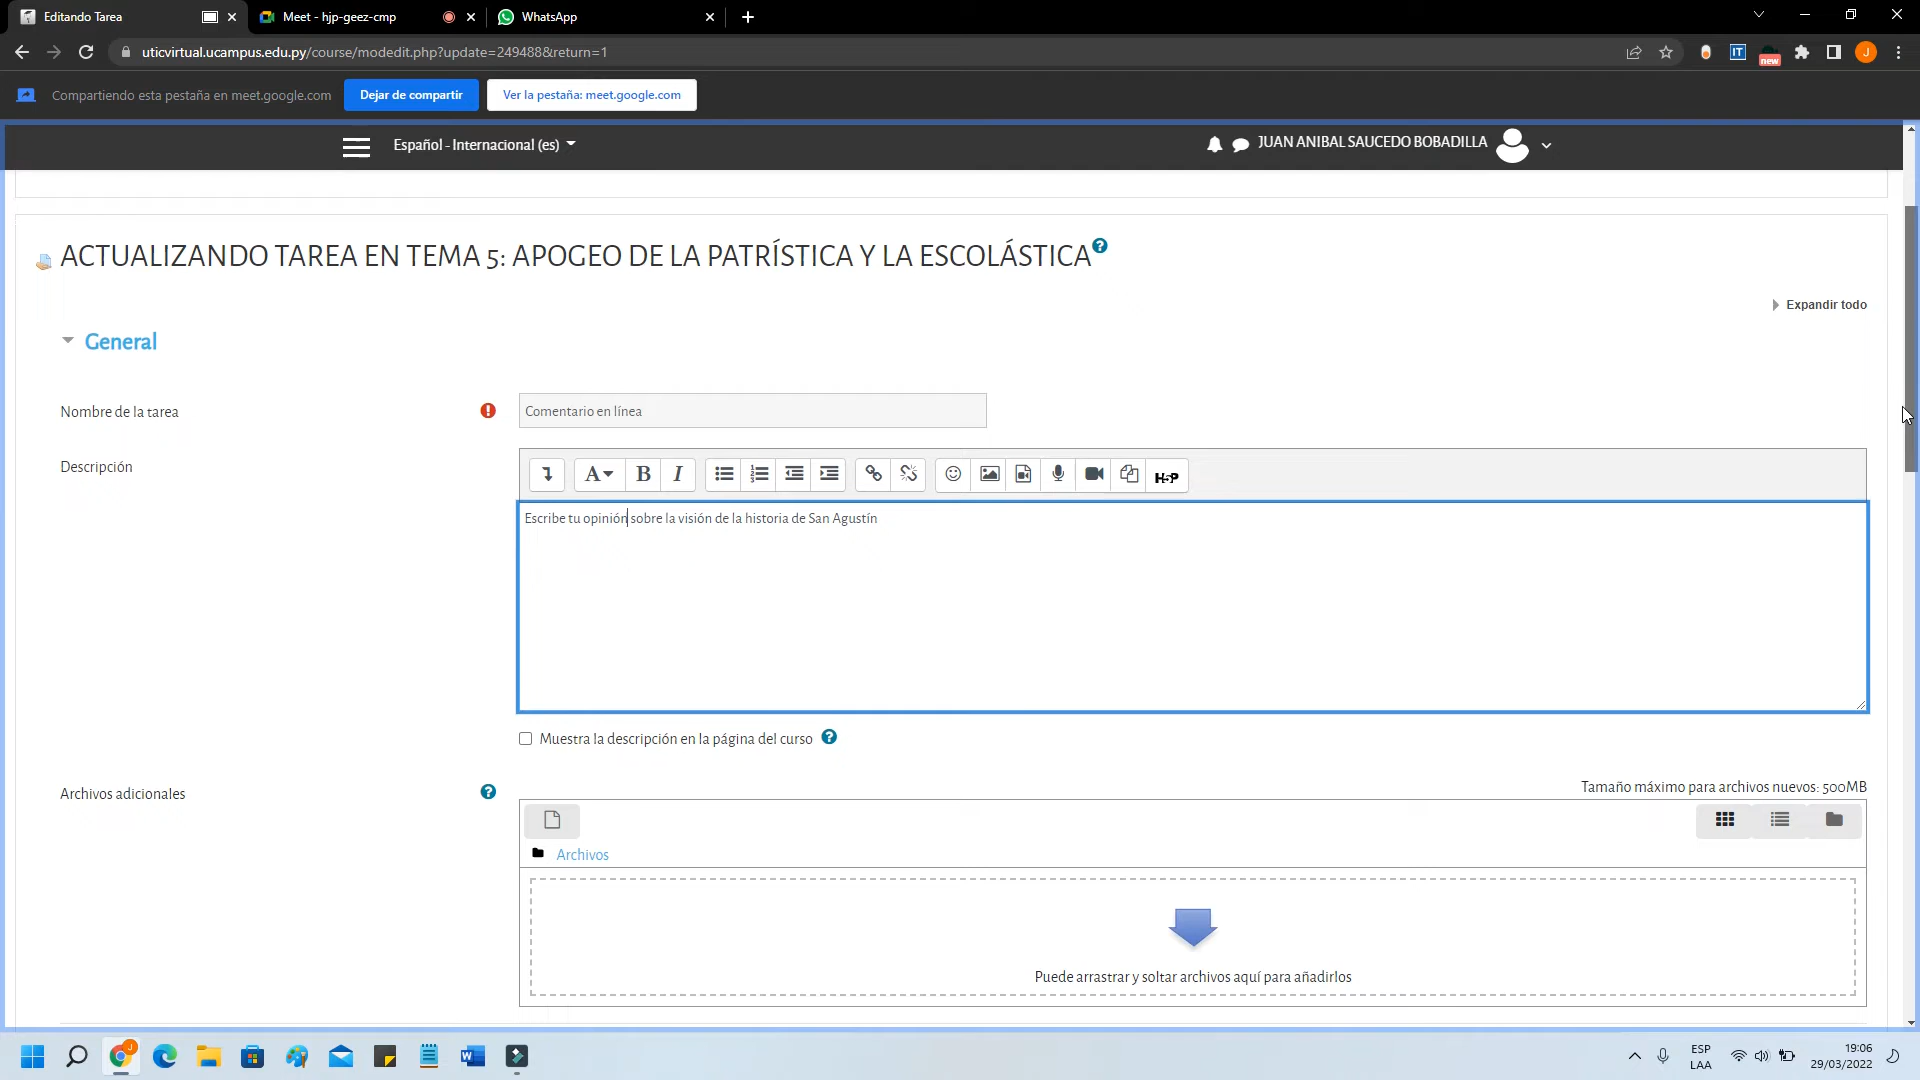 Editando Tarea
Meet - hjp-geez-cmp
WhatsApp
uticvirtual.ucampus.edu.py/course/modedit.php?update=249488&return=1
IT
new
J
Compartiendo esta pestaña en meet.google.com
Dejar de compartir
Ver la pestaña: meet.google.com
Español - Internacional (es)
JUAN ANIBAL SAUCEDO BOBADILLA
ACTUALIZANDO TAREA EN TEMA 5: APOGEO DE LA PATRÍSTICA Y LA ESCOLÁSTICA
Expandir todo
General
Nombre de la tarea
Comentario en línea
Descripción
A B I
H5P
Escribe tu opinión sobre la visión de la historia de San Agustín
Muestra la descripción en la página del curso
Archivos adicionales
Tamaño máximo para archivos nuevos: 500MB
Archivos
Puede arrastrar y soltar archivos aquí para añadirlos
J
ESP
LAA
19:06
29/03/2022